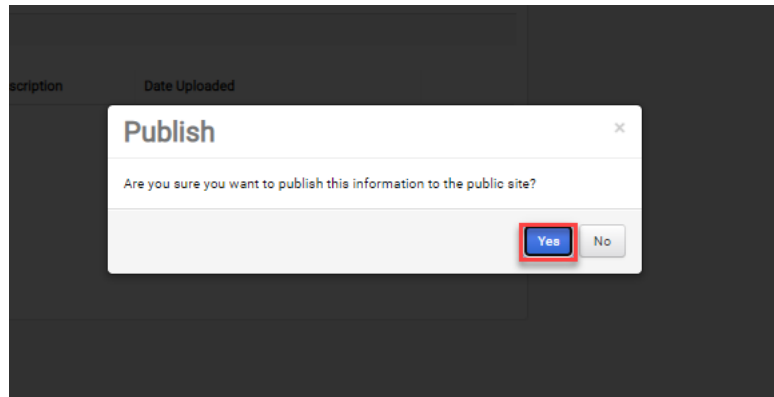 scription Date Uploaded
Publish ×
Are you sure you want to publish this information to the public site?
Yes No